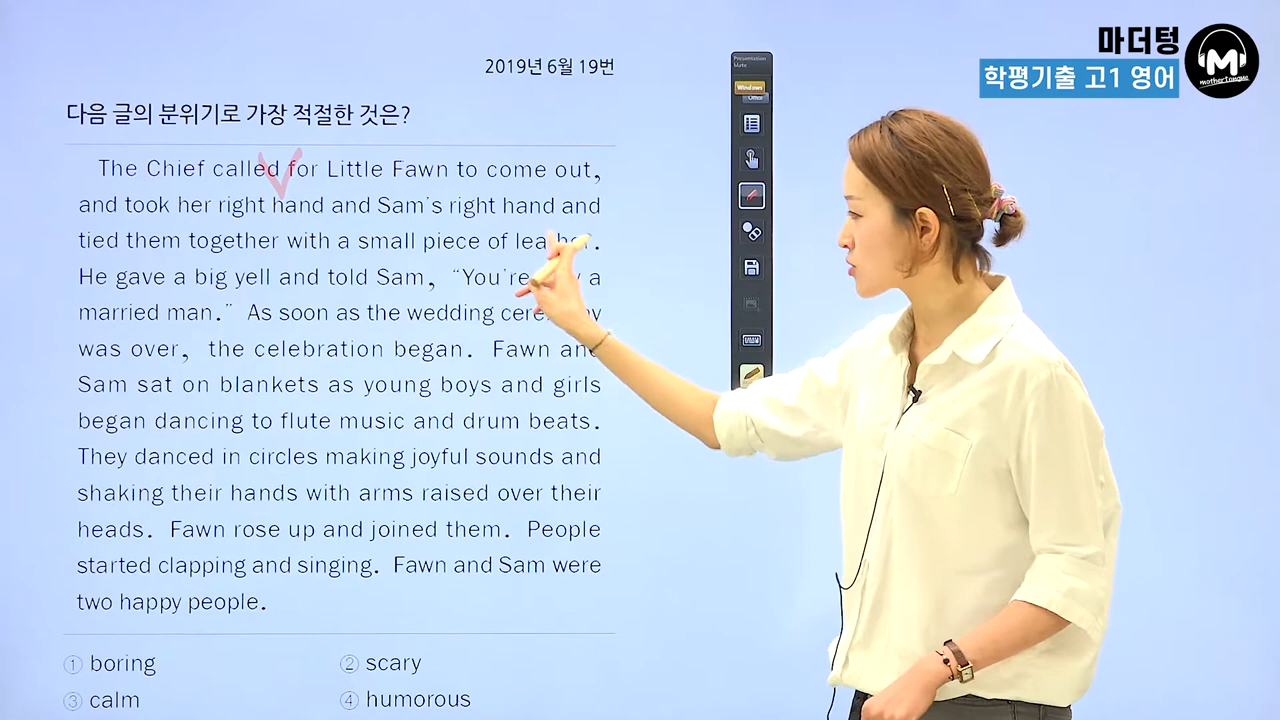 마더텅
학평기출 고1 영어
M
mothertongue
2019년 6월 19번
다음 글의 분위기로 가장 적절한 것은?
The Chief called for Little Fawn to come out,
and took her right hand and Sam's right hand and
tied them together with a small piece of
He gave a big yell and told Sam, "You're a
married man." As soon as the wedding
was over, the celebration began. Fawn and
Sam sat on blankets as young boys and girls
began dancing to flute music and drum beats.
They danced in circles making joyful sounds and
shaking their hands with arms raised over their
heads. Fawn rose up and joined them. People
started clapping and singing. Fawn and Sam were
two happy people.
① boring ② scary
③ calm ④ humorous
Presentation
Mate
Windows
Office